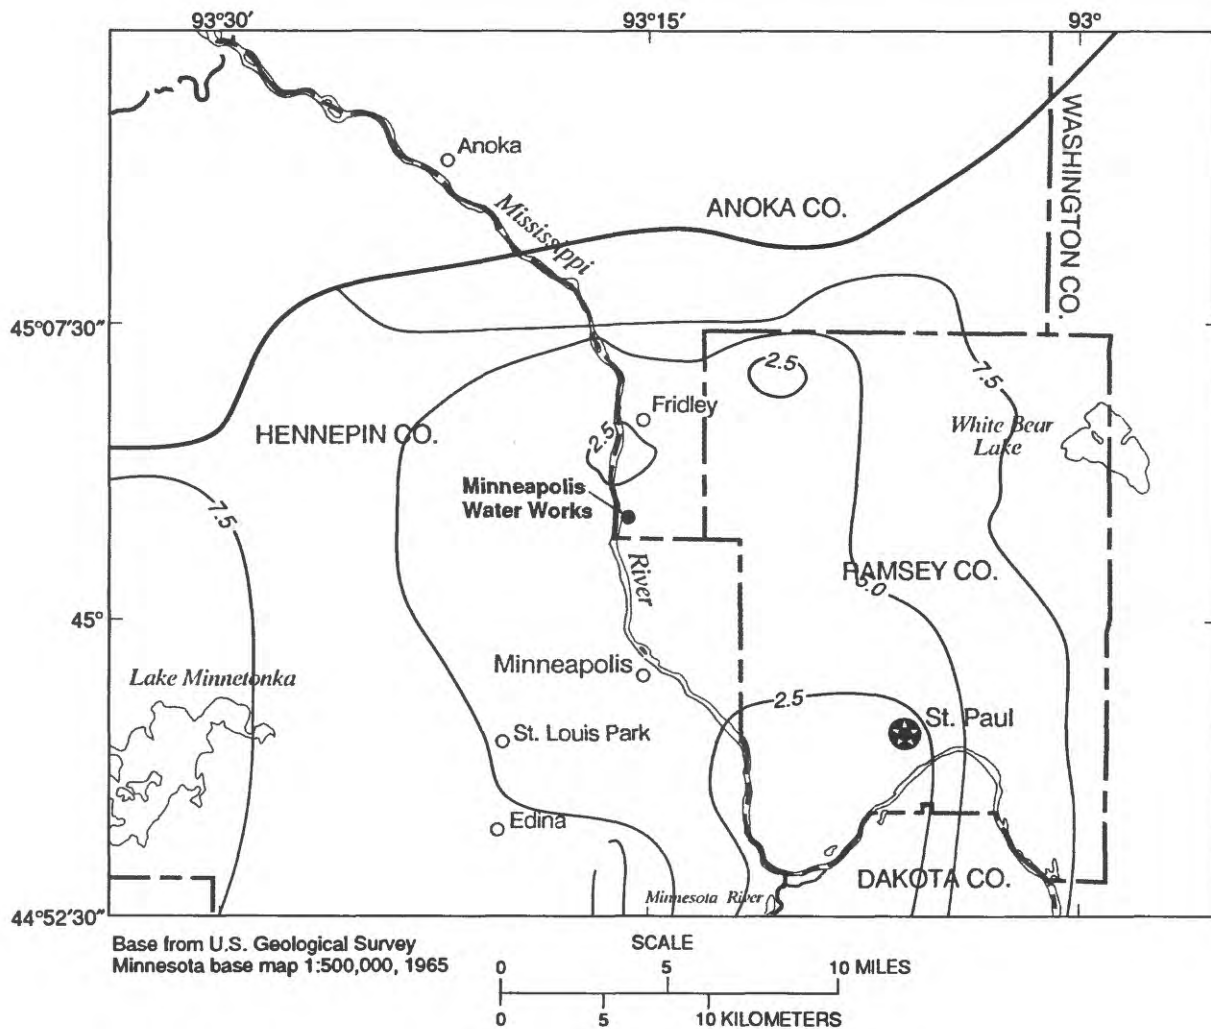 93°30′ 93°15′ 93°
Anoka
Mississippi
ANOKA CO.
WASHINGTON CO.
45°07′30″
2.5
7.5
Fridley
HENNEPIN CO.
2.5
White Bear
Lake
7.5
Minneapolis
Water Works
River
RAMSEY CO.
5.0
45°
Minneapolis
Lake Minnetonka
2.5
St. Paul
St. Louis Park
Edina
DAKOTA CO.
Minnesota River
44°52′30″
Base from U.S. Geological Survey
Minnesota base map 1:500,000, 1965
SCALE
0 5 10 MILES
0 5 10 KILOMETERS